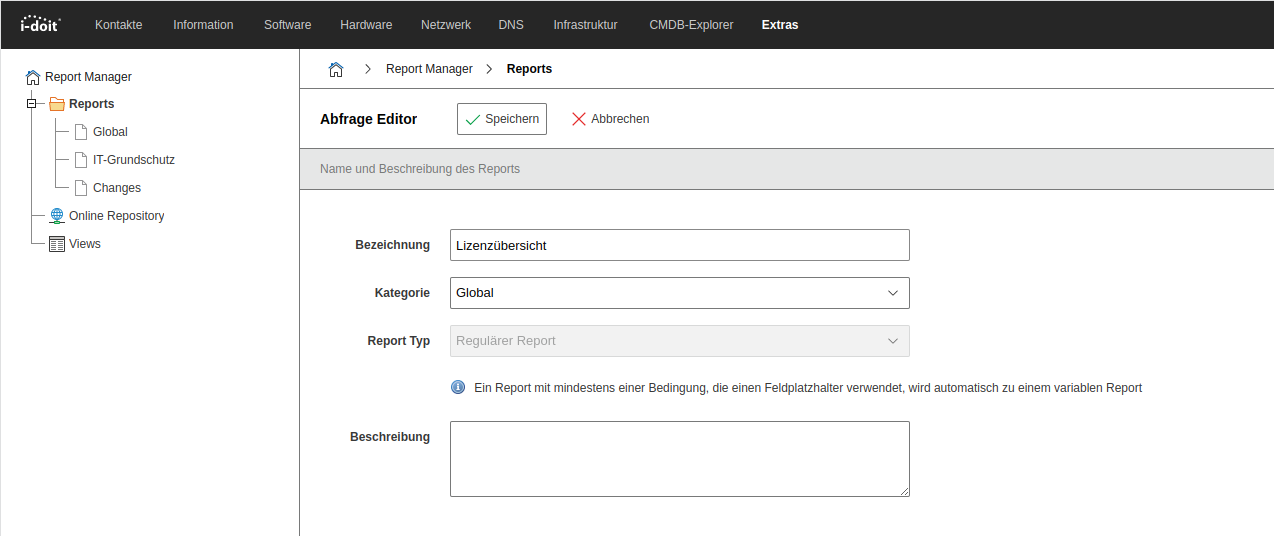 i-doit Kontakte Information Software Hardware Netzwerk DNS Infrastruktur CMDB-Explorer Extras
Report Manager
Reports
Global
IT-Grundschutz
Changes
Online Repository
Views
Report Manager Reports
Abfrage Editor Speichern Abbrechen
Name und Beschreibung des Reports
Bezeichnung Lizenzübersicht
Kategorie Global
Report Typ Regulärer Report
Ein Report mit mindestens einer Bedingung, die einen Feldplatzhalter verwendet, wird automatisch zu einem variablen Report
Beschreibung